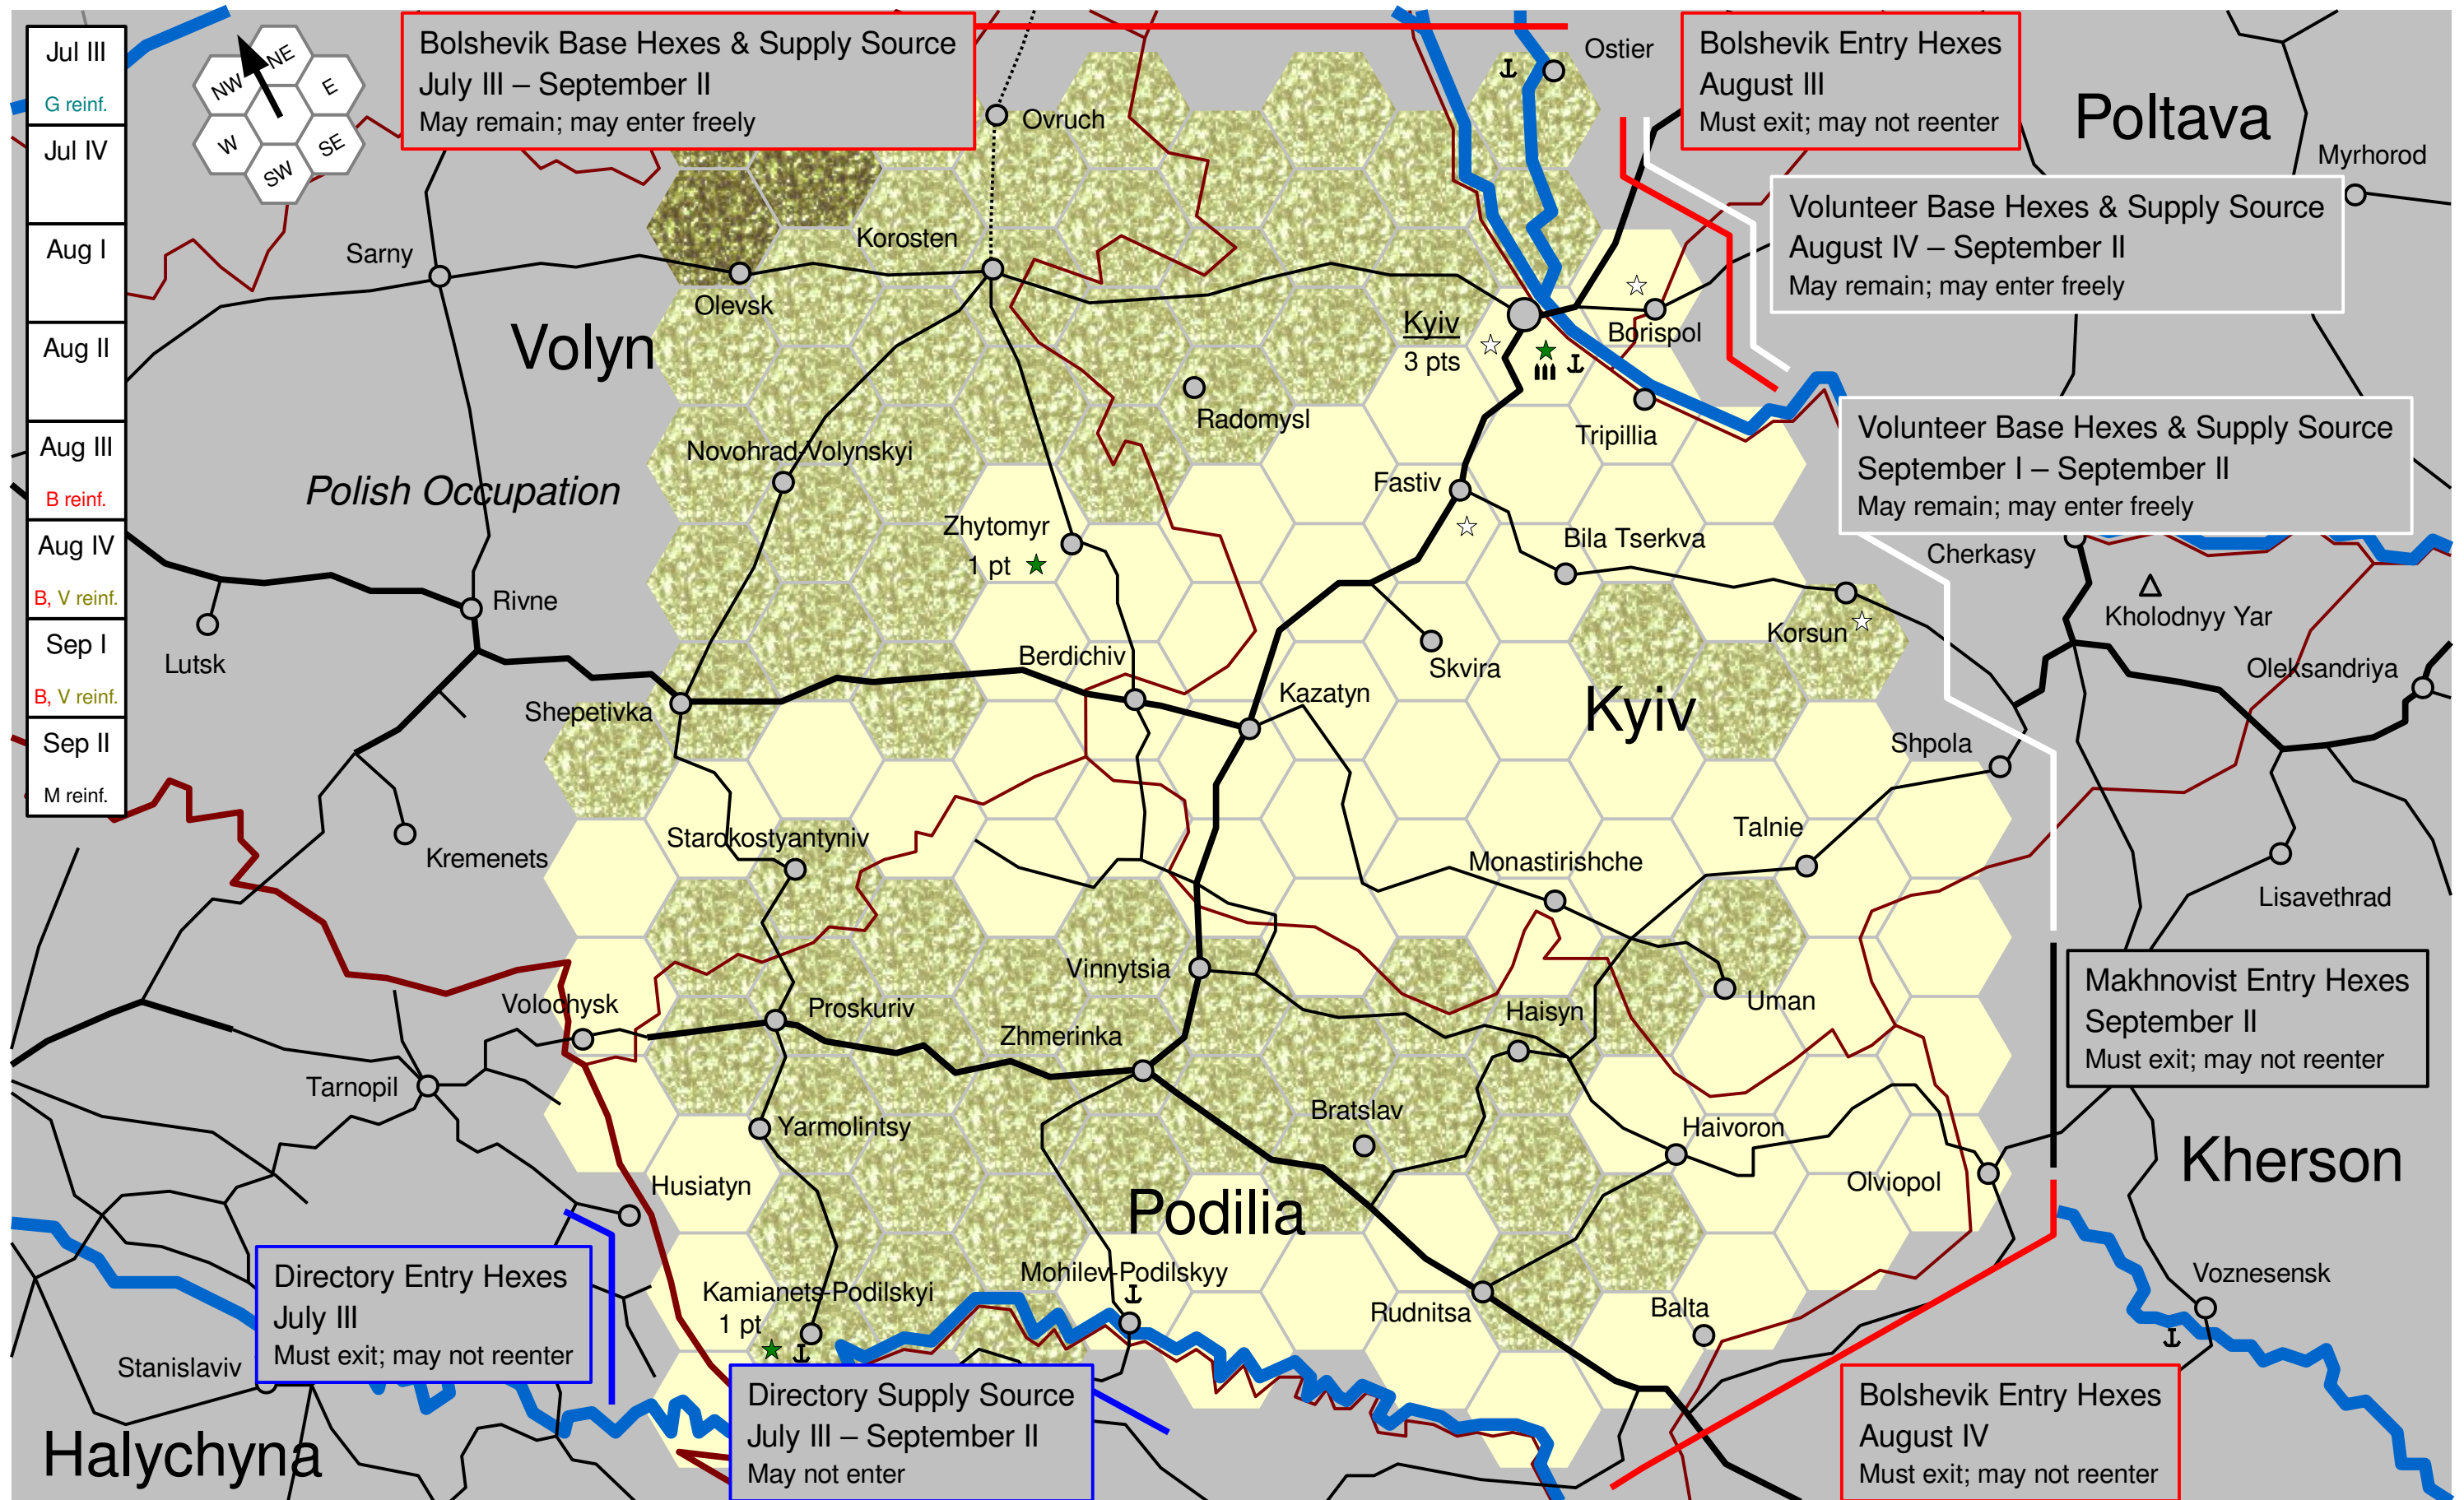 Jul III
G reinf.
Jul IV
Aug I
Aug II
Aug III
B reinf.
Aug IV
B, V reinf.
Sep I
B, V reinf.
Sep II
M reinf.
NW
NE
E
W
SW
SE
Bolshevik Base Hexes & Supply Source
July III – September II
May remain; may enter freely
Bolshevik Entry Hexes
August III
Must exit; may not reenter
Volunteer Base Hexes & Supply Source
August IV – September II
May remain; may enter freely
Volunteer Base Hexes & Supply Source
September I – September II
May remain; may enter freely
Makhnovist Entry Hexes
September II
Must exit; may not reenter
Bolshevik Entry Hexes
August IV
Must exit; may not reenter
Directory Entry Hexes
July III
Must exit; may not reenter
Directory Supply Source
July III – September II
May not enter
Ostier
Poltava
Myrhorod
Ovruch
Sarny
Korosten
Olevsk
Volyn
Kyiv
3 pts
Borispol
Radomysl
Tripillia
Novohrad-Volynskyi
Polish Occupation
Fastiv
Zhytomyr
1 pt
Bila Tserkva
Cherkasy
Rivne
Kholodnyy Yar
Lutsk
Korsun
Berdichiv
Skvira
Oleksandriya
Shepetivka
Kazatyn
Kyiv
Shpola
Starokostyantyniv
Talnie
Kremenets
Monastirishche
Lisavethrad
Vinnytsia
Volochysk
Proskuriv
Haisyn
Uman
Zhmerinka
Tarnopil
Bratslav
Yarmolintsy
Haivoron
Husiatyn
Olviopol
Kherson
Podilia
Kamianets-Podilskyi
1 pt
Mohilev-Podilskyy
Rudnitsa
Balta
Voznesensk
Stanislaviv
Halychyna